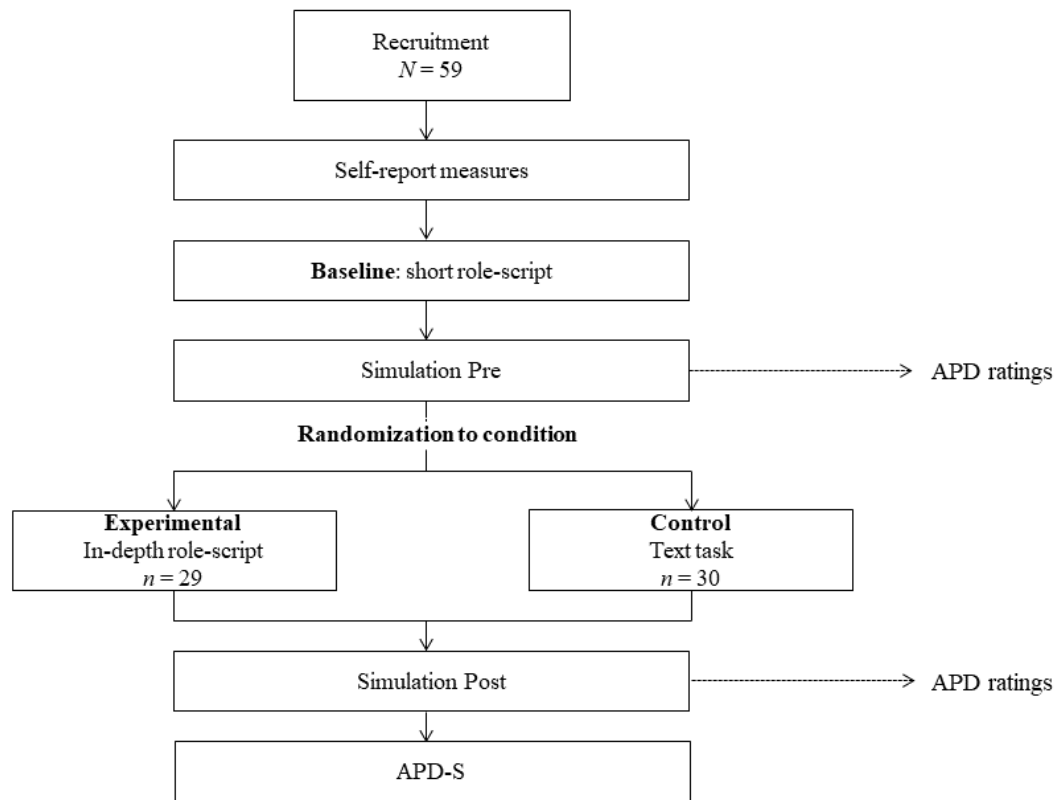 Recruitment
N = 59
Self-report measures
Baseline: short role-script
Simulation Pre
APD ratings
Randomization to condition
Experimental
In-depth role-script
n = 29
Control
Text task
n = 30
Simulation Post
APD ratings
APD-S